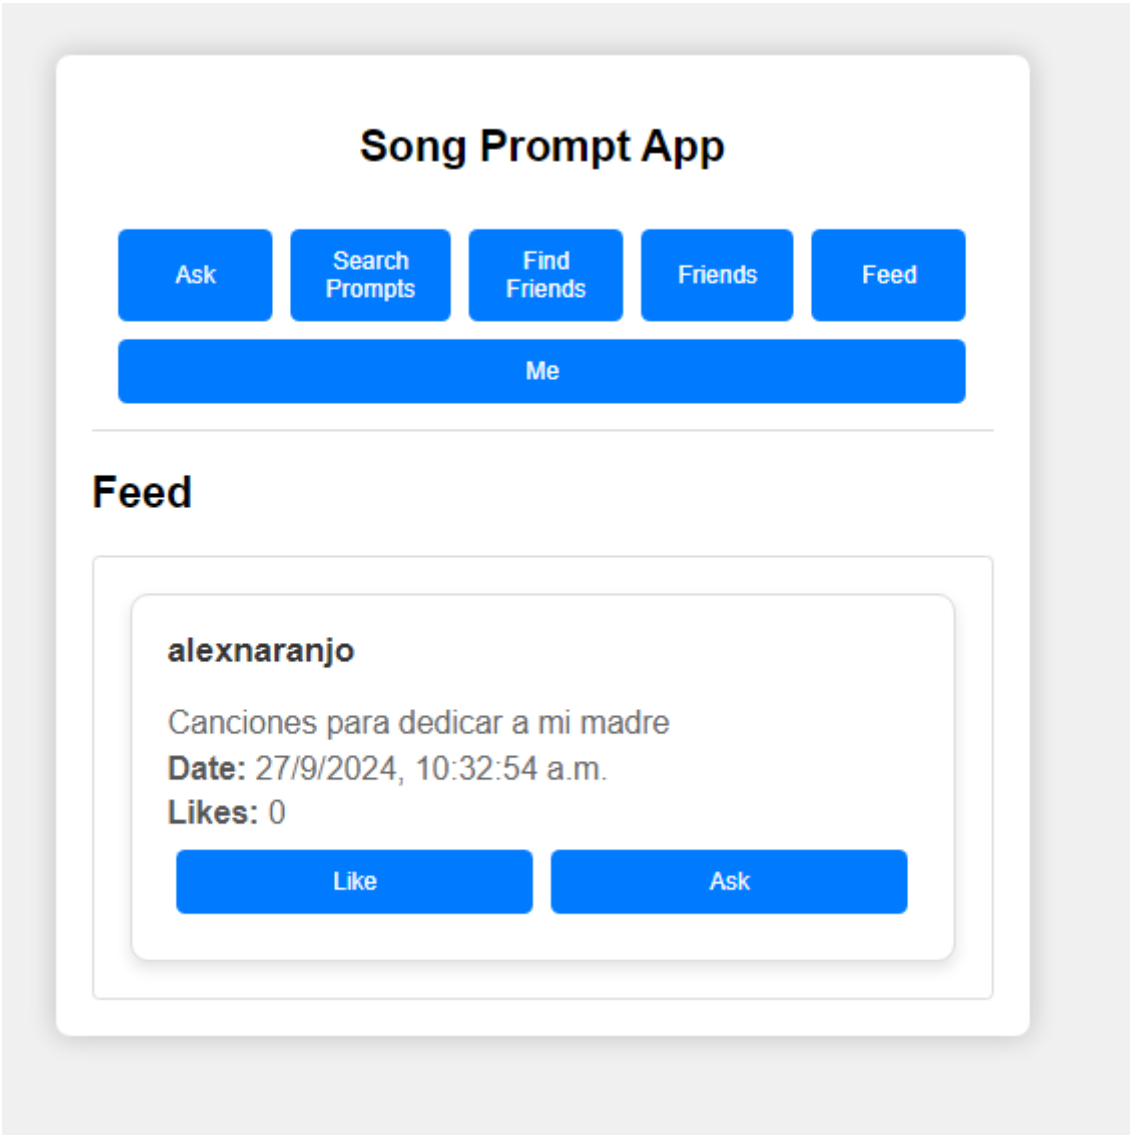 Song Prompt App
Ask
Search
Prompts
Find
Friends
Friends
Feed
Me
Feed
alexnaranjo
Canciones para dedicar a mi madre
Date: 27/9/2024, 10:32:54 a.m.
Likes: 0
Like
Ask